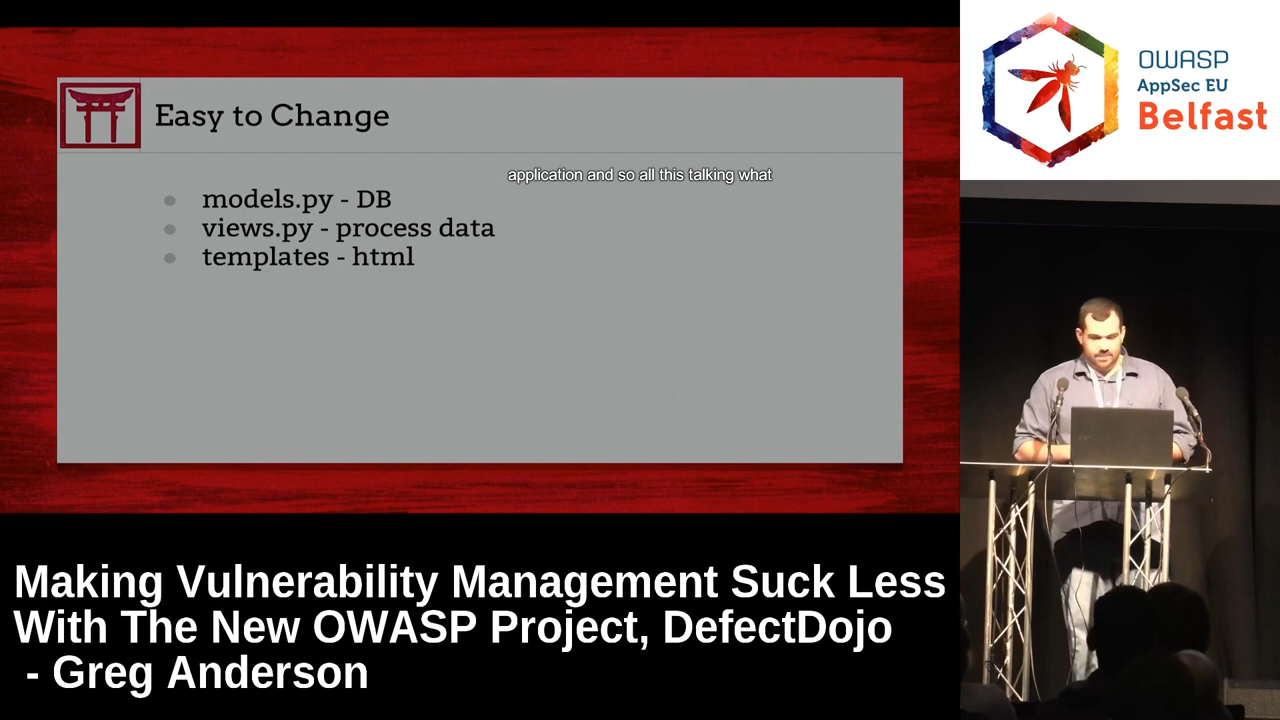 Easy to Change
application and so all this talking what
models.py - DB
views.py - process data
templates - html
OWASP
AppSec EU
Belfast
Making Vulnerability Management Suck Less
With The New OWASP Project, DefectDojo
- Greg Anderson